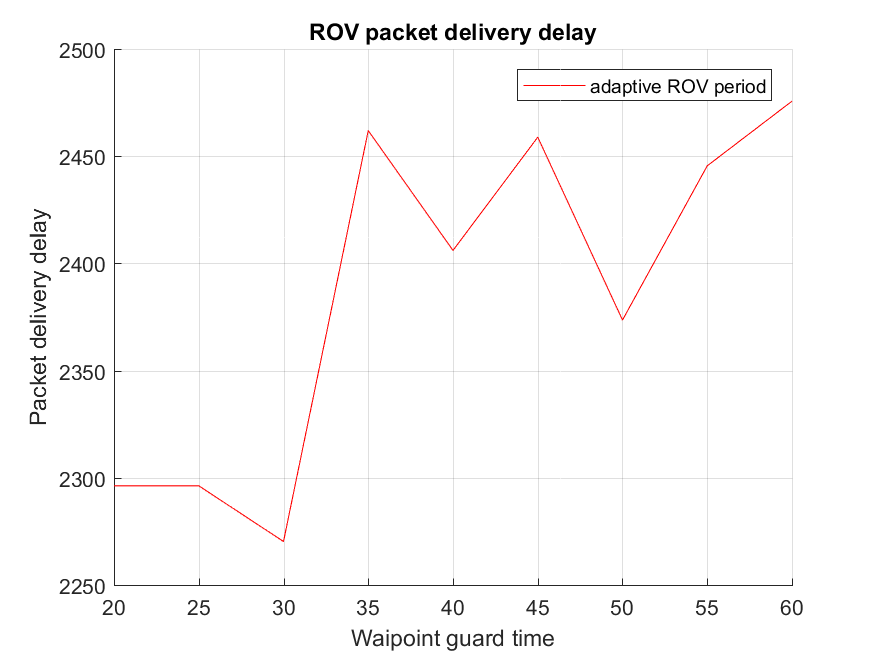 ROV packet delivery delay
2500
adaptive ROV period
2450
2400
2350
2300
2250
Packet delivery delay
20 25 30 35 40 45 50 55 60
Waipoint guard time